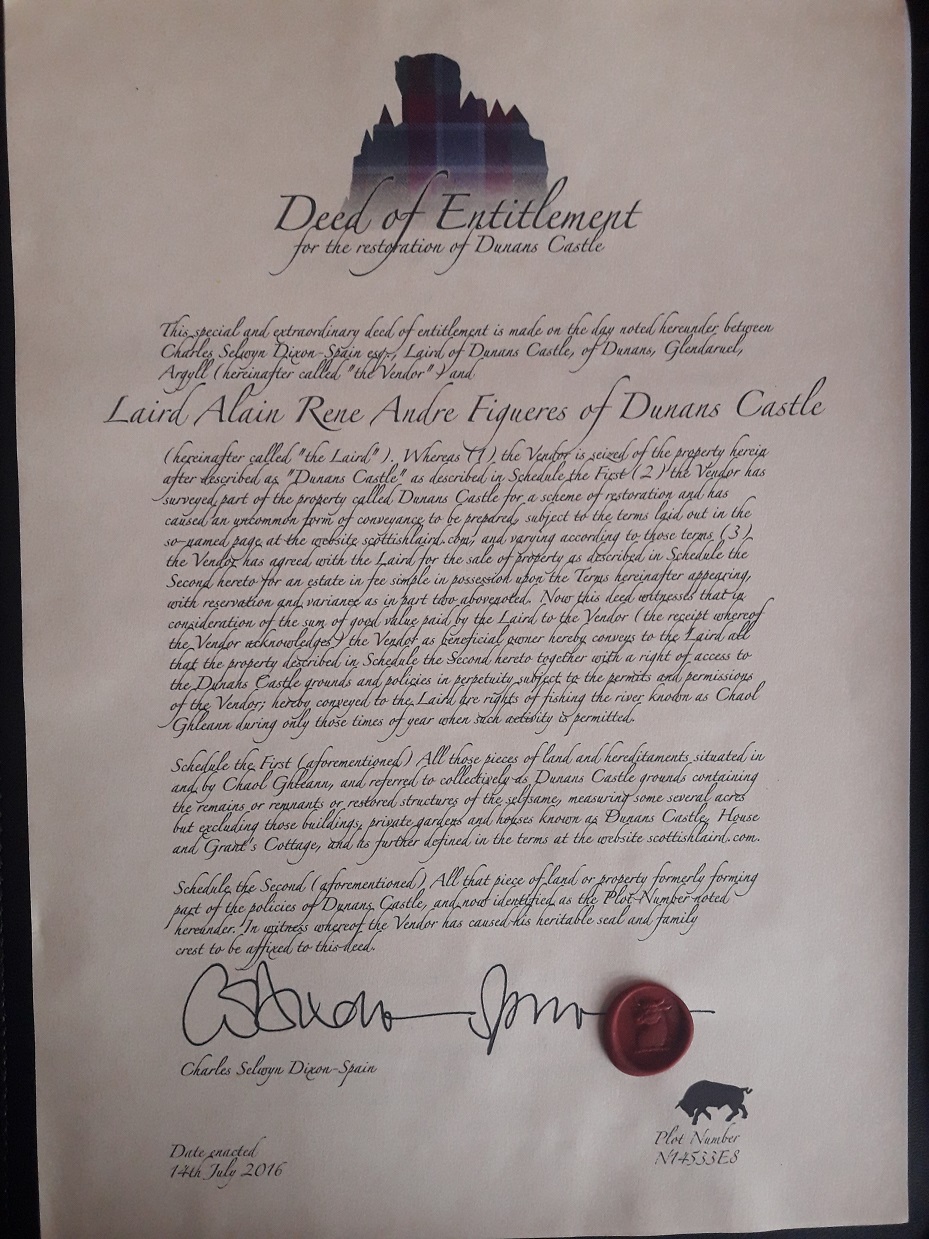 Deed of Entitlement
for the restoration of Dunans Castle
This special and extraordinary deed of entitlement is made on the day noted hereunder between
Charles Selwyn Dixon-Spain esq., Laird of Dunans Castle, of Dunans, Glendaruel,
Argyll (hereinafter called "the Vendor") and
Laird Alain Rene Andre Figueres of Dunans Castle
(hereinafter called "the Laird"). Whereas (1) the Vendor is seized of the property herein
after described as "Dunans Castle" as described in Schedule the First (2) the Vendor has
surveyed part of the property called Dunans Castle for a scheme of restoration and has
caused an uncommon form of conveyance to be prepared, subject to the terms laid out in the
so-named page at the website scottishlaird.com, and varying according to those terms (3)
the Vendor has agreed with the Laird for the sale of property as described in Schedule the
Second hereto for an estate in fee simple in possession upon the Terms hereinafter appearing,
with reservation and variance as in part two abovenoted. Now this deed witnesses that in
consideration of the sum of good value paid by the Laird to the Vendor (the receipt whereof
the Vendor acknowledges) the Vendor as beneficial owner hereby conveys to the Laird all
that the property described in Schedule the Second hereto together with a right of access to
the Dunans Castle grounds and policies in perpetuity subject to the permits and permissions
of the Vendor; hereby conveyed to the Laird are rights of fishing the river known as Chaol
Ghleann during only those times of year when such activity is permitted.
Schedule the First (aforementioned) All those pieces of land and hereditaments situated in
and by Chaol Ghleann, and referred to collectively as Dunans Castle grounds containing
the remains or remnants or restored structures of the selfsame, measuring some several acres
but excluding those buildings, private gardens and houses known as Dunans Castle, House
and Grant's Cottage, and as further defined in the terms at the website scottishlaird.com.
Schedule the Second (aforementioned) All that piece of land or property formerly forming
part of the policies of Dunans Castle, and now identified as the Plot Number noted
hereunder. In witness whereof the Vendor has caused his heritable seal and family
crest to be affixed to this deed.
Charles Selwyn Dixon-Spain
Plot Number
N14533E8
Date enacted
14th July 2016